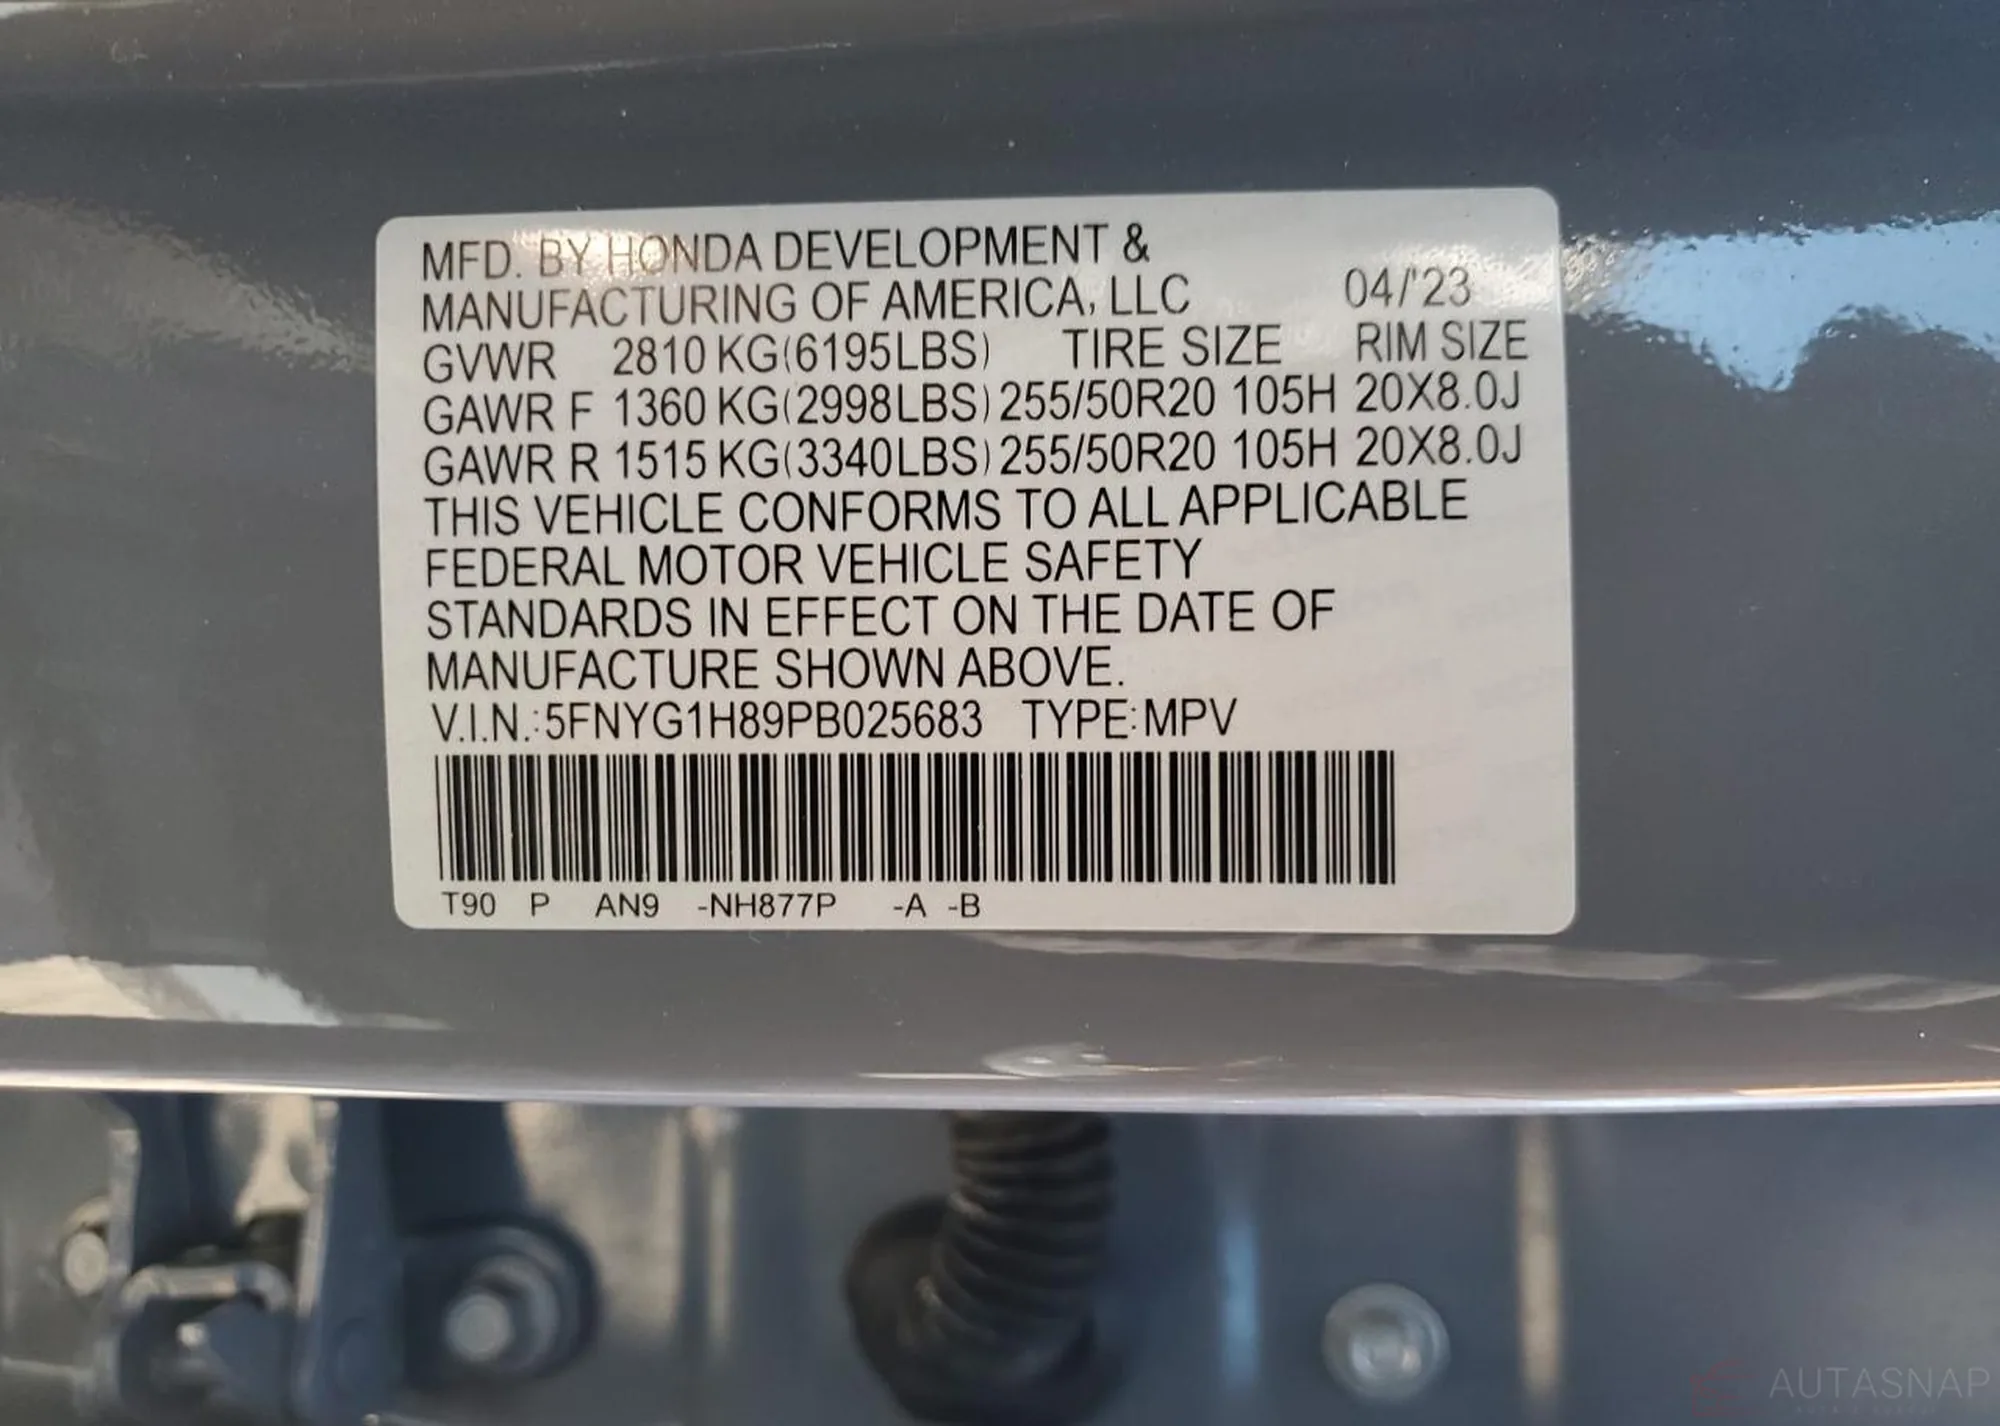 MFD. BY HONDA DEVELOPMENT &
MANUFACTURING OF AMERICA, LLC 04/'23
GVWR 2810 KG(6195LBS) TIRE SIZE RIM SIZE
GAWR F 1360 KG(2998LBS) 255/50R20 105H 20X8.0J
GAWR R 1515 KG(3340LBS) 255/50R20 105H 20X8.0J
THIS VEHICLE CONFORMS TO ALL APPLICABLE
FEDERAL MOTOR VEHICLE SAFETY
STANDARDS IN EFFECT ON THE DATE OF
MANUFACTURE SHOWN ABOVE.
V.I.N.:5FNYG1H89PB025683 TYPE:MPV
T90 P AN9 -NH877P -A -B
AUTASNAP